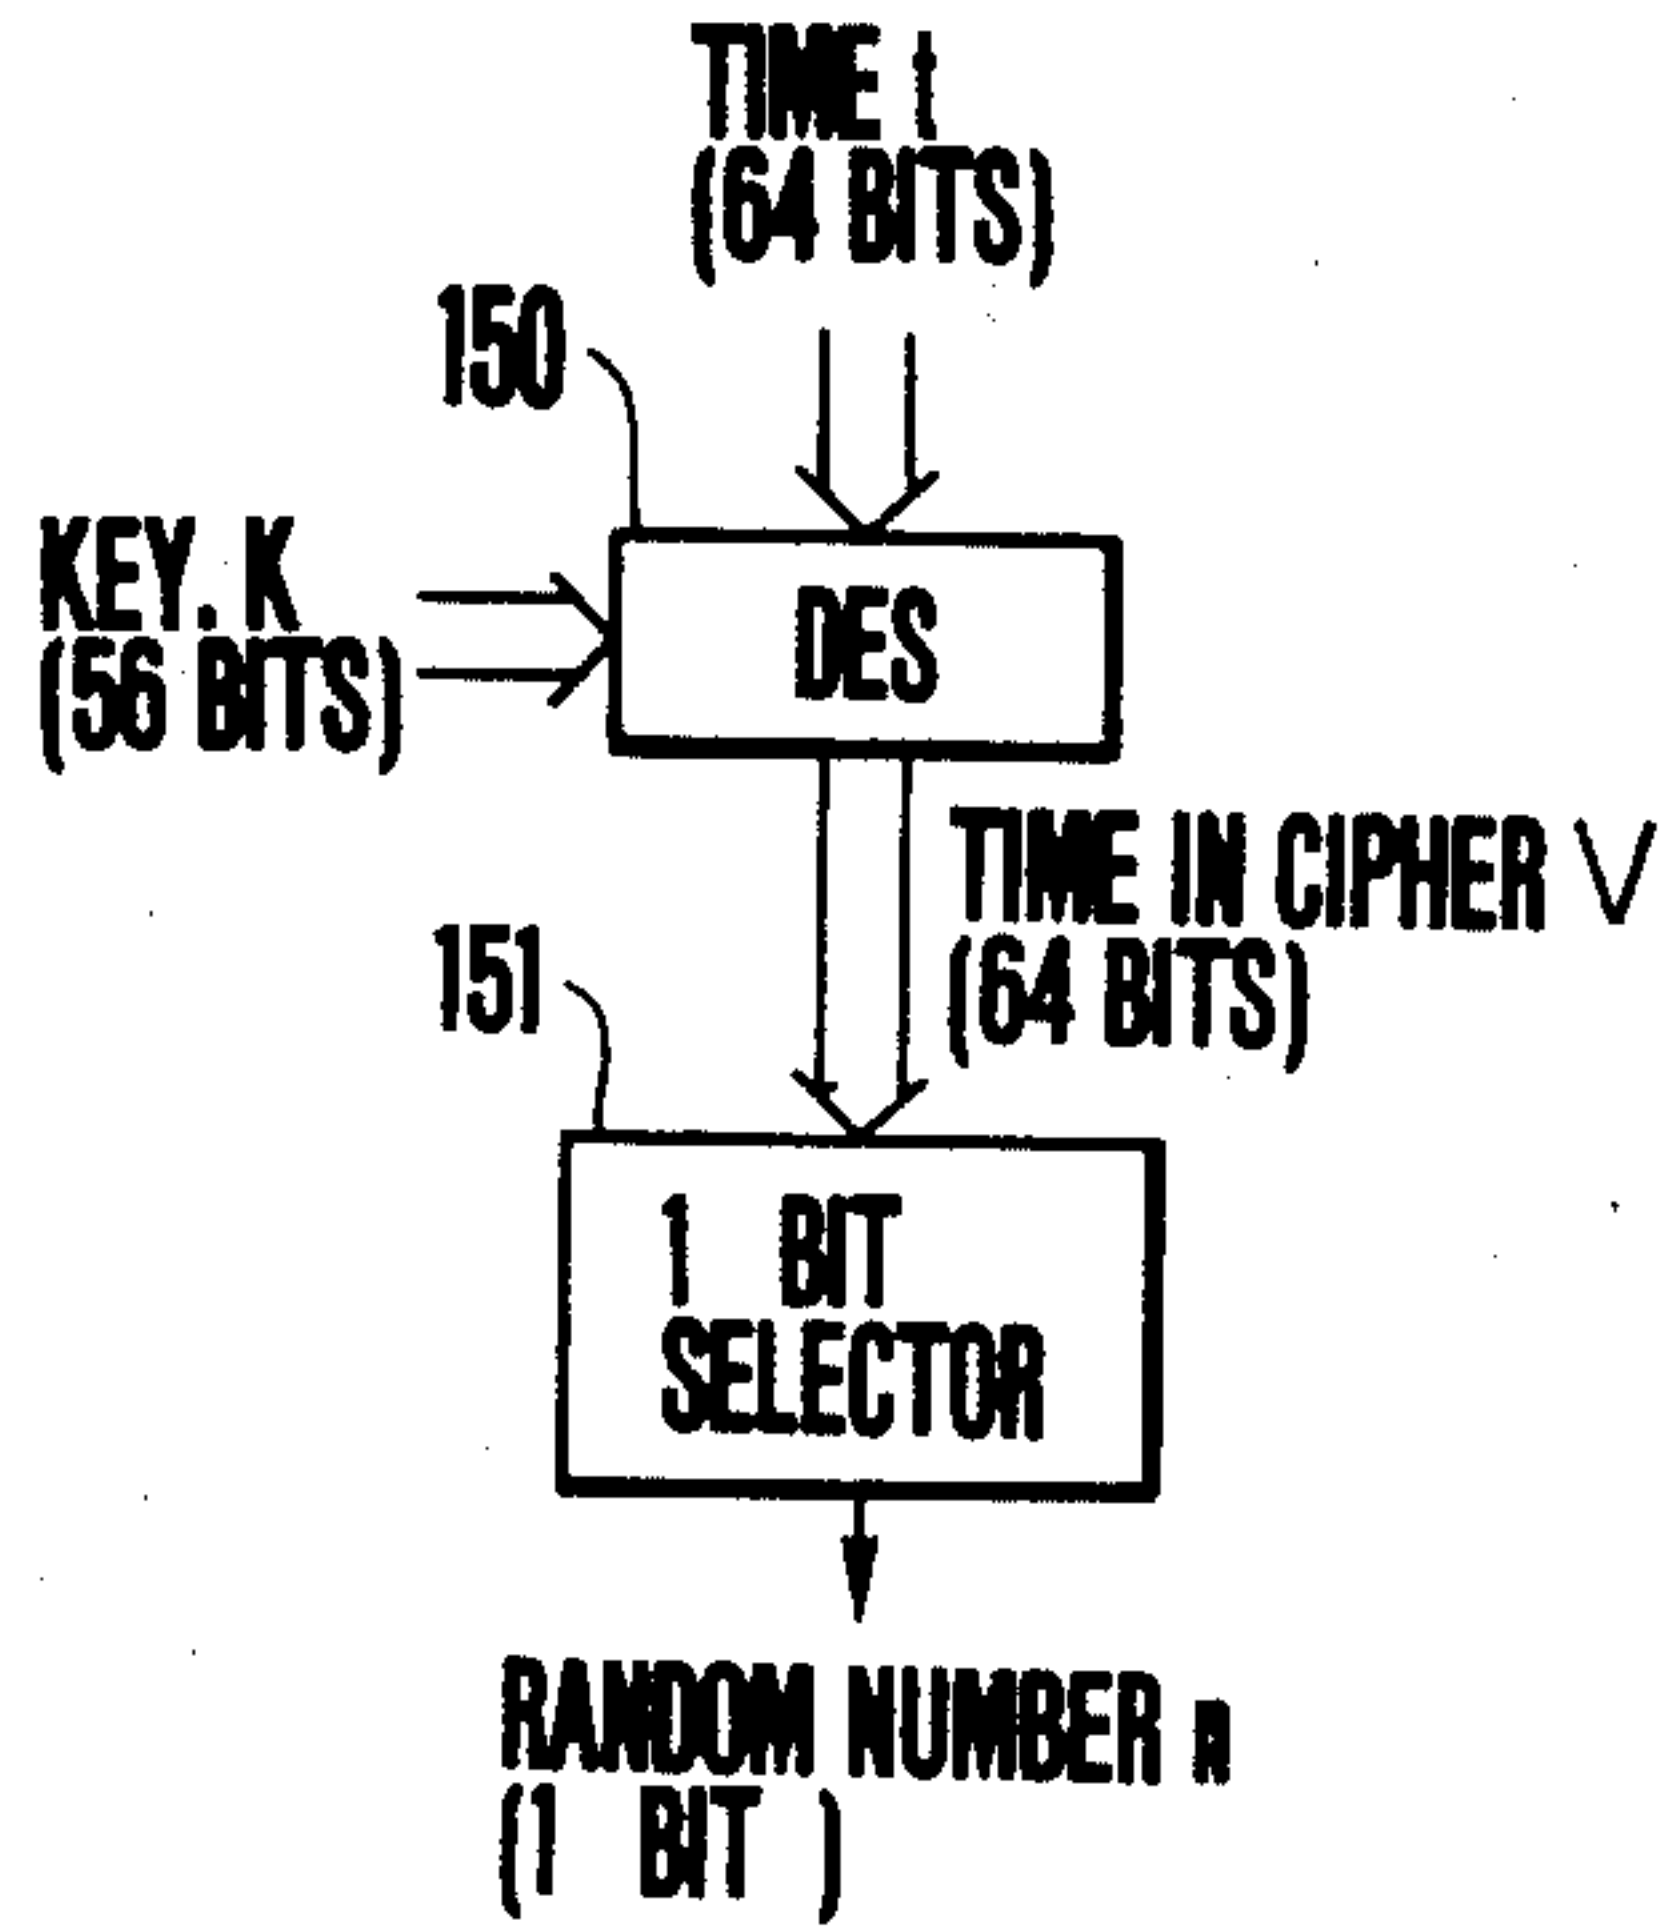 TIME t
(64 BITS)
150
KEY. K
(56 BITS)
DES
TIME IN CIPHER V
(64 BITS)
151
1 BIT
SELECTOR
RANDOM NUMBER
(1 BIT )